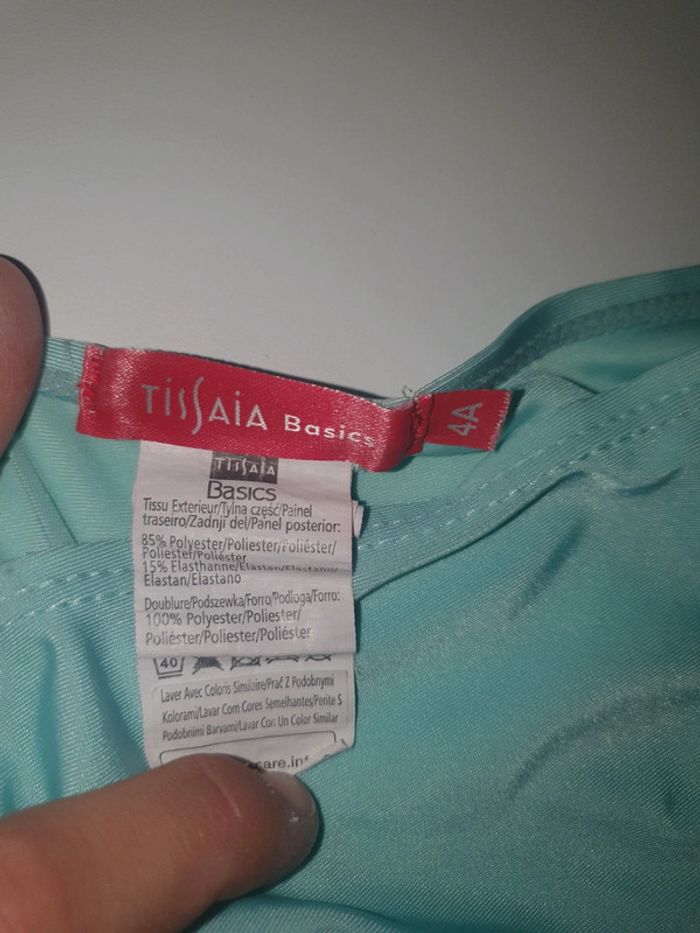 TISSAIA Basics
4A
TISSAIA
BASICS
Tissu Exterieur/Tylna część/Painel
traseiro/Zadnji del/Panel posterior:
85% Polyester/Poliester/Poliéster/
Poliester/Poliéster
15% Elasthanne/Elastan/Elastano/
Elastan/Elastano
Doublure/Podszewka/Forro/Podloga/Forro:
100% Polyester/Poliester/
Poliéster/Poliester/Poliéster
40
Laver Avec Coloris Similaire/Prać Z Podobnymi
Kolorami/Lavar Com Cores Semelhantes/Perite S
Podobnimi Barvami/Lavar Con Un Color Similar
care.inf